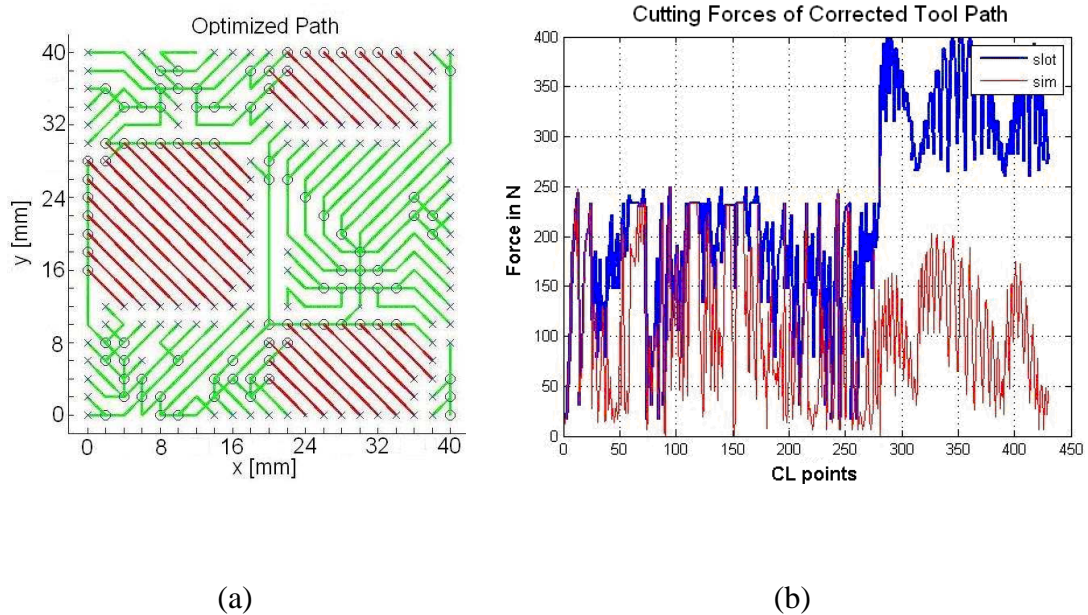 Optimized Path
40
32
24
16
8
0
y [mm]
0 8 16 24 32 40
x [mm]
(a)
Cutting Forces of Corrected Tool Path
400
350
300
250
200
150
100
50
0
Force in N
slot
sim
0 50 100 150 200 250 300 350 400 450
CL points
(b)